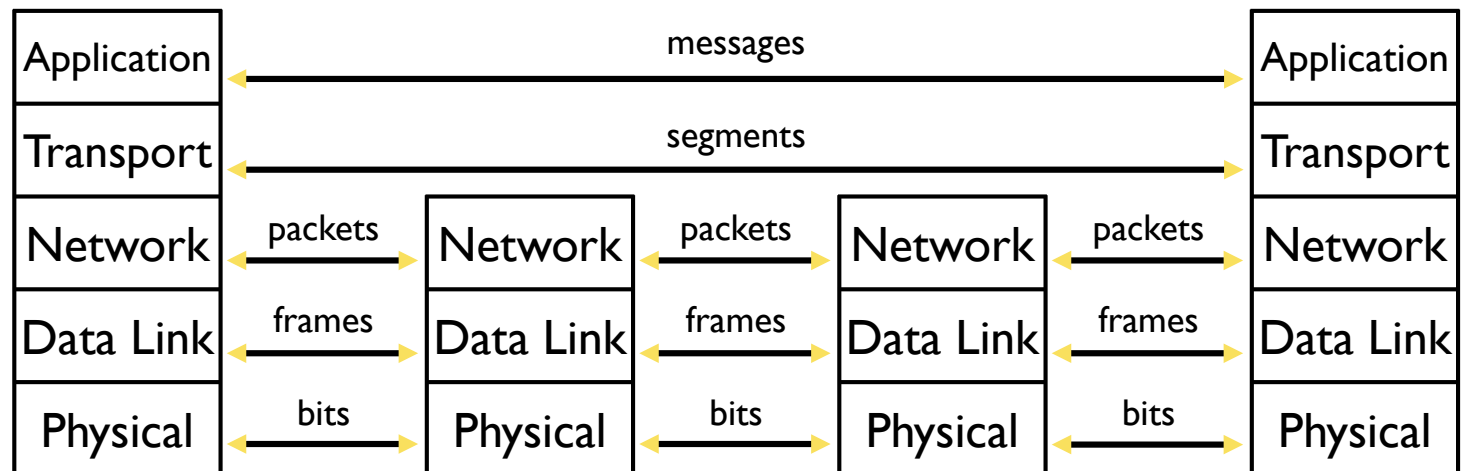 Application messages Application
Transport segments Transport
Network packets Network packets Network packets Network
Data Link frames Data Link frames Data Link frames Data Link
Physical bits Physical bits Physical bits Physical